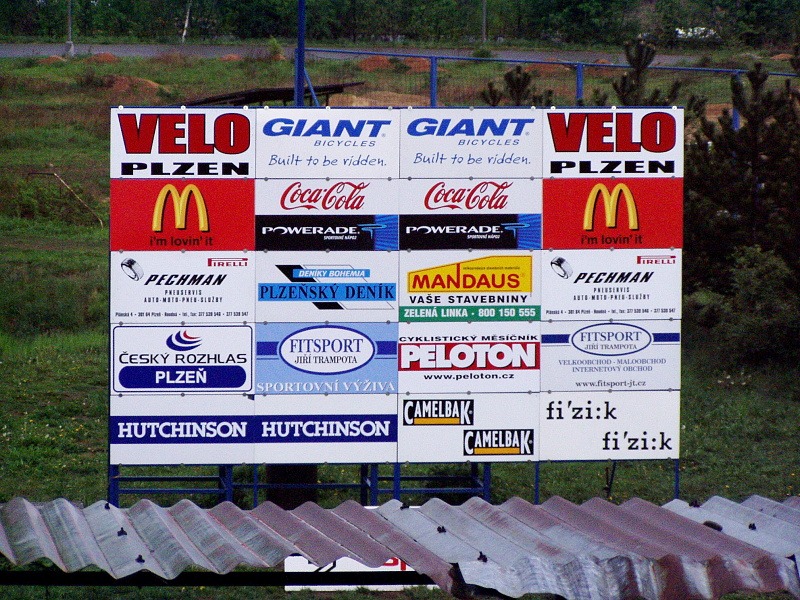 VELO
PLZEN
GIANT
BICYCLES
Built to be ridden.
GIANT
BICYCLES
Built to be ridden.
VELO
PLZEN
i'm lovin' it
Coca-Cola
POWERADE
SPORTOVNÍ NÁPOJ
Coca-Cola
POWERADE
SPORTOVNÍ NÁPOJ
i'm lovin' it
PIRELLI
PECHMAN
PNEUSERVIS
AUTO-MOTO-PNEU-SLUŽBY
DENÍKY BOHEMIA
PLZEŇSKÝ DENÍK
MANDAUS
VAŠE STAVEBNINY
ZELENÁ LINKA · 800 150 555
PIRELLI
PECHMAN
PNEUSERVIS
AUTO-MOTO-PNEU-SLUŽBY
ČESKÝ ROZHLAS
PLZEŇ
FITSPORT
JIŘÍ TRAMPOTA
SPORTOVNÍ VÝŽIVA
CYKLISTICKÝ MĚSÍČNÍK
PELOTON
www.peloton.cz
FITSPORT
JIŘÍ TRAMPOTA
VELKOOBCHOD - MALOOBCHOD
INTERNETOVÝ OBCHOD
www.fitsport-jt.cz
HUTCHINSON
HUTCHINSON
CAMELBAK
CAMELBAK
fi'zi:k
fi'zi:k